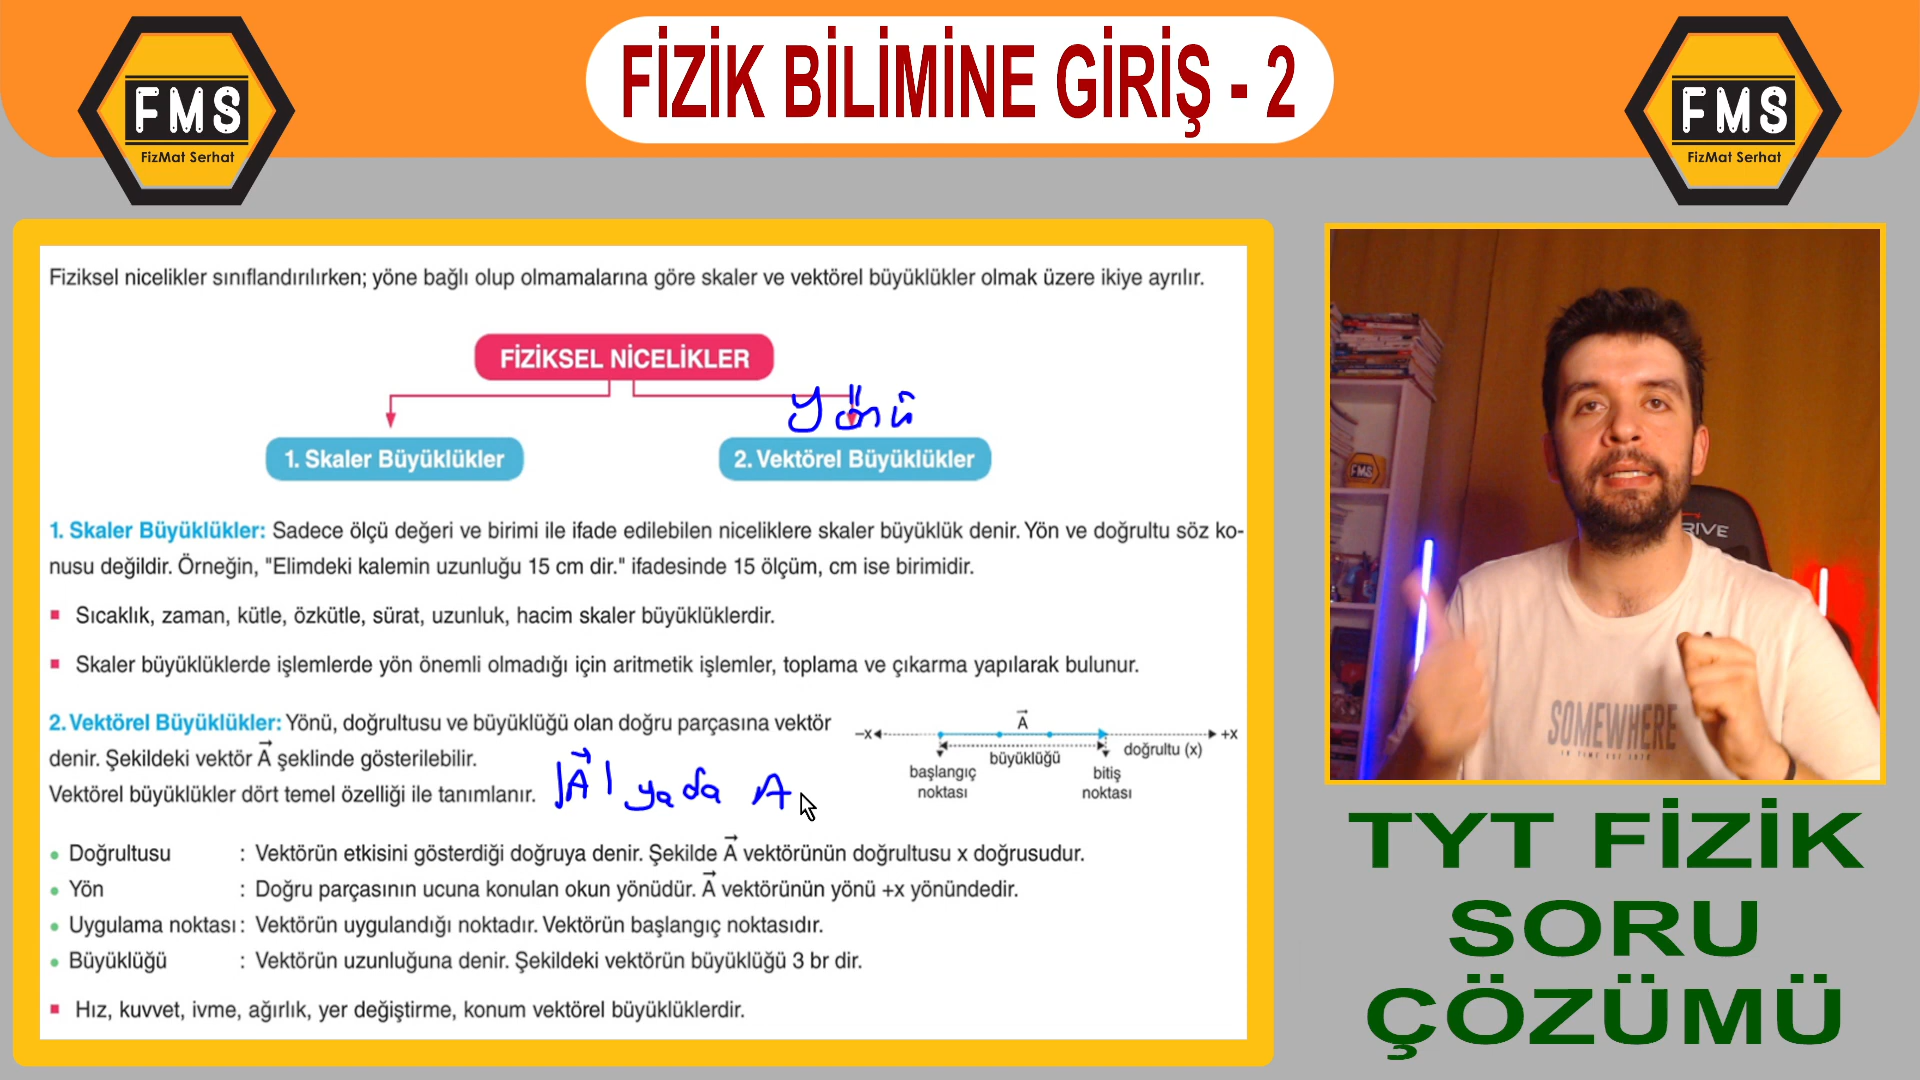 FİZİK BİLİMİNE GİRİŞ - 2
FMS
FizMat Serhat
FMS
FizMat Serhat
Fiziksel nicelikler sınıflandırılırken; yöne bağlı olup olmamalarına göre skaler ve vektörel büyüklükler olmak üzere ikiye ayrılır.
FİZİKSEL NİCELİKLER
yönü
1. Skaler Büyüklükler
2. Vektörel Büyüklükler
1. Skaler Büyüklükler: Sadece ölçü değeri ve birimi ile ifade edilebilen niceliklere skaler büyüklük denir. Yön ve doğrultu söz ko-
nusu değildir. Örneğin, "Elimdeki kalemin uzunluğu 15 cm dir." ifadesinde 15 ölçüm, cm ise birimidir.
▪ Sıcaklık, zaman, kütle, özkütle, sürat, uzunluk, hacim skaler büyüklüklerdir.
▪ Skaler büyüklüklerde işlemlerde yön önemli olmadığı için aritmetik işlemler, toplama ve çıkarma yapılarak bulunur.
2. Vektörel Büyüklükler: Yönü, doğrultusu ve büyüklüğü olan doğru parçasına vektör
denir. Şekildeki vektör A⃗ şeklinde gösterilebilir.
Vektörel büyüklükler dört temel özelliği ile tanımlanır.
|A⃗| yada A
A⃗
–x
+x
büyüklüğü
doğrultu (x)
başlangıç
noktası
bitiş
noktası
• Doğrultusu : Vektörün etkisini gösterdiği doğruya denir. Şekilde A⃗ vektörünün doğrultusu x doğrusudur.
• Yön : Doğru parçasının ucuna konulan okun yönüdür. A⃗ vektörünün yönü +x yönündedir.
• Uygulama noktası : Vektörün uygulandığı noktadır. Vektörün başlangıç noktasıdır.
• Büyüklüğü : Vektörün uzunluğuna denir. Şekildeki vektörün büyüklüğü 3 br dir.
▪ Hız, kuvvet, ivme, ağırlık, yer değiştirme, konum vektörel büyüklüklerdir.
FMS
RIVE
SOMEWHERE
TYT FİZİK
SORU
ÇÖZÜMÜ